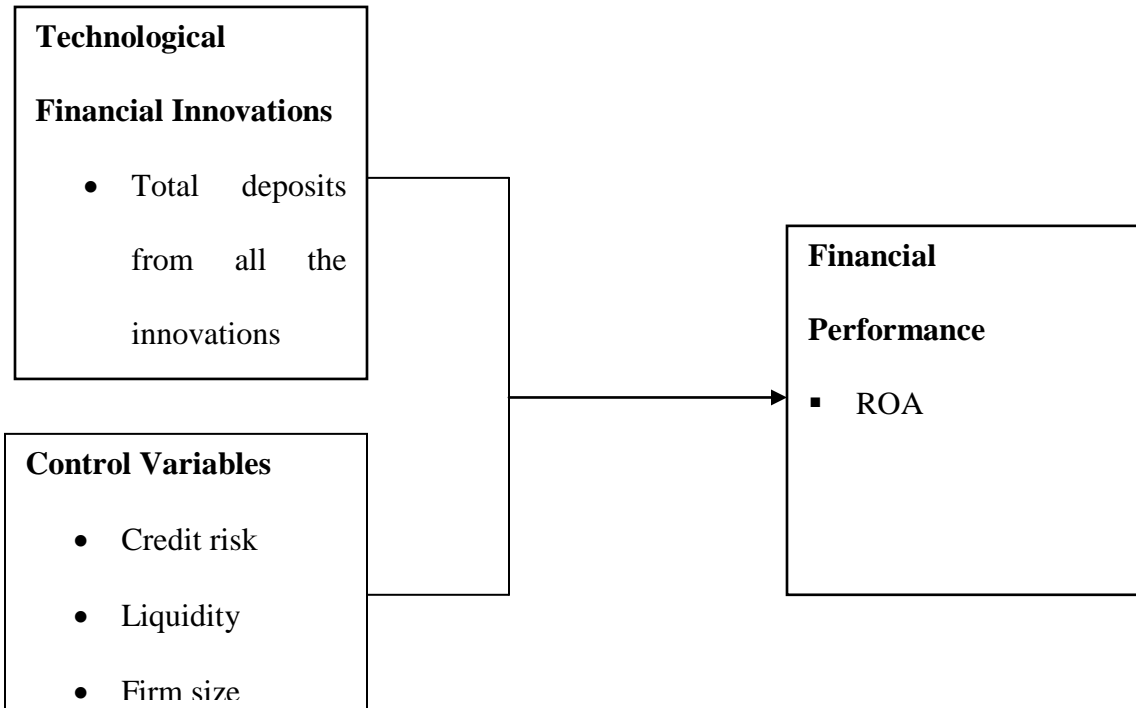 Technological
Financial Innovations
• Total deposits
from all the
innovations
Control Variables
• Credit risk
• Liquidity
• Firm size
Financial
Performance
▪ ROA